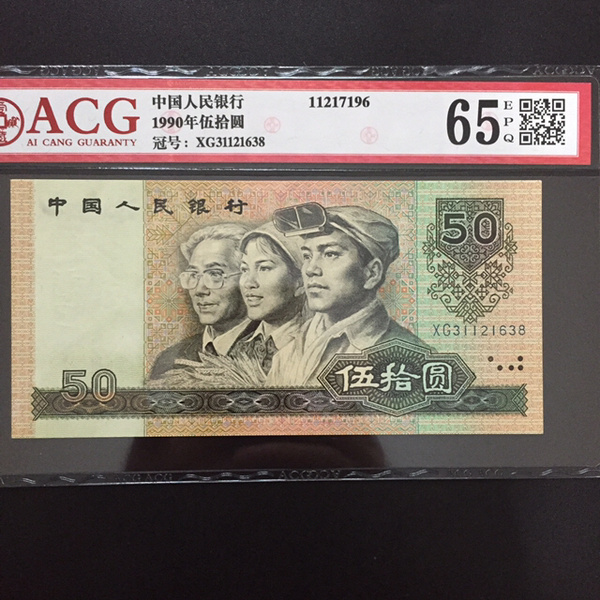 ACG
AI CANG GUARANTY
中国人民银行
1990年伍拾圆
冠号: XG31121638
11217196
65
EPQ
中国人民银行
50
XG31121638
50
伍拾圆